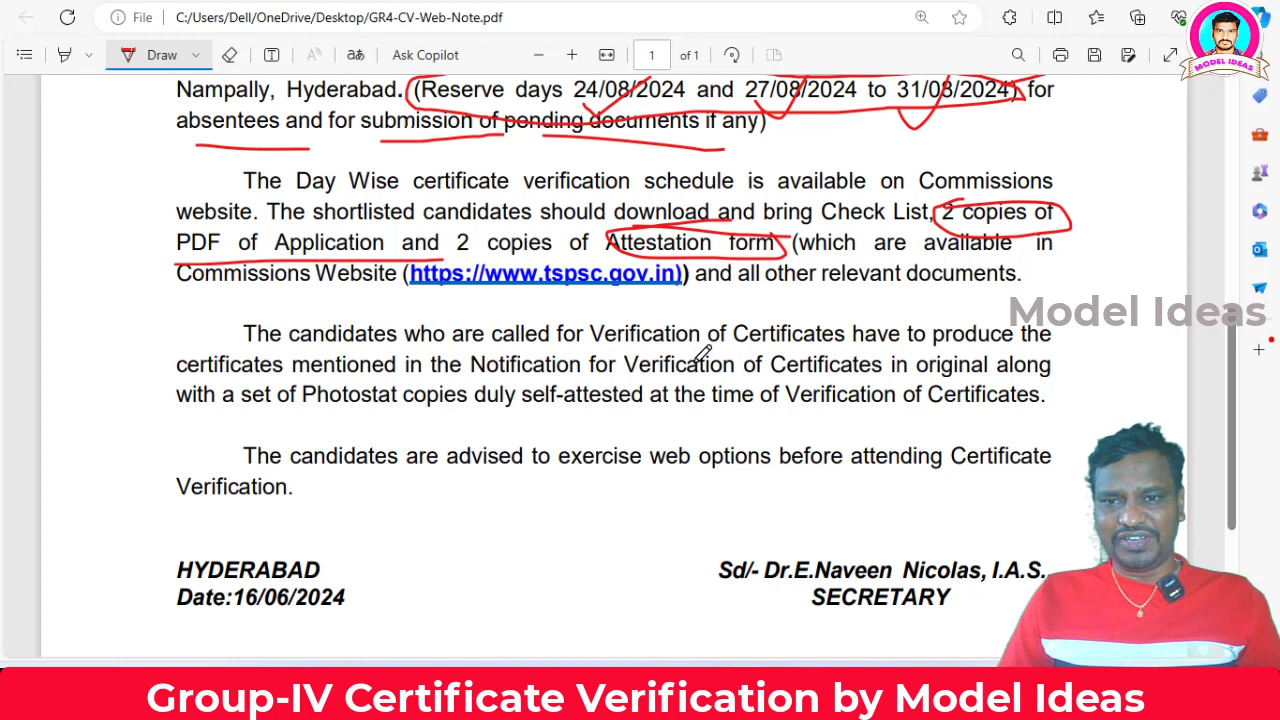 File
C:/Users/Dell/OneDrive/Desktop/GR4-CV-Web-Note.pdf
Draw
aあ
Ask Copilot
1
of 1
MODEL IDEAS
Nampally, Hyderabad. (Reserve days 24/08/2024 and 27/08/2024 to 31/08/2024) for
absentees and for submission of pending documents if any)
The Day Wise certificate verification schedule is available on Commissions
website. The shortlisted candidates should download and bring Check List, 2 copies of
PDF of Application and 2 copies of Attestation form (which are available in
Commissions Website (https://www.tspsc.gov.in)) and all other relevant documents.
Model Ideas
The candidates who are called for Verification of Certificates have to produce the
certificates mentioned in the Notification for Verification of Certificates in original along
with a set of Photostat copies duly self-attested at the time of Verification of Certificates.
The candidates are advised to exercise web options before attending Certificate
Verification.
HYDERABAD
Sd/- Dr.E.Naveen Nicolas, I.A.S.
Date:16/06/2024
SECRETARY
Group-IV Certificate Verification by Model Ideas